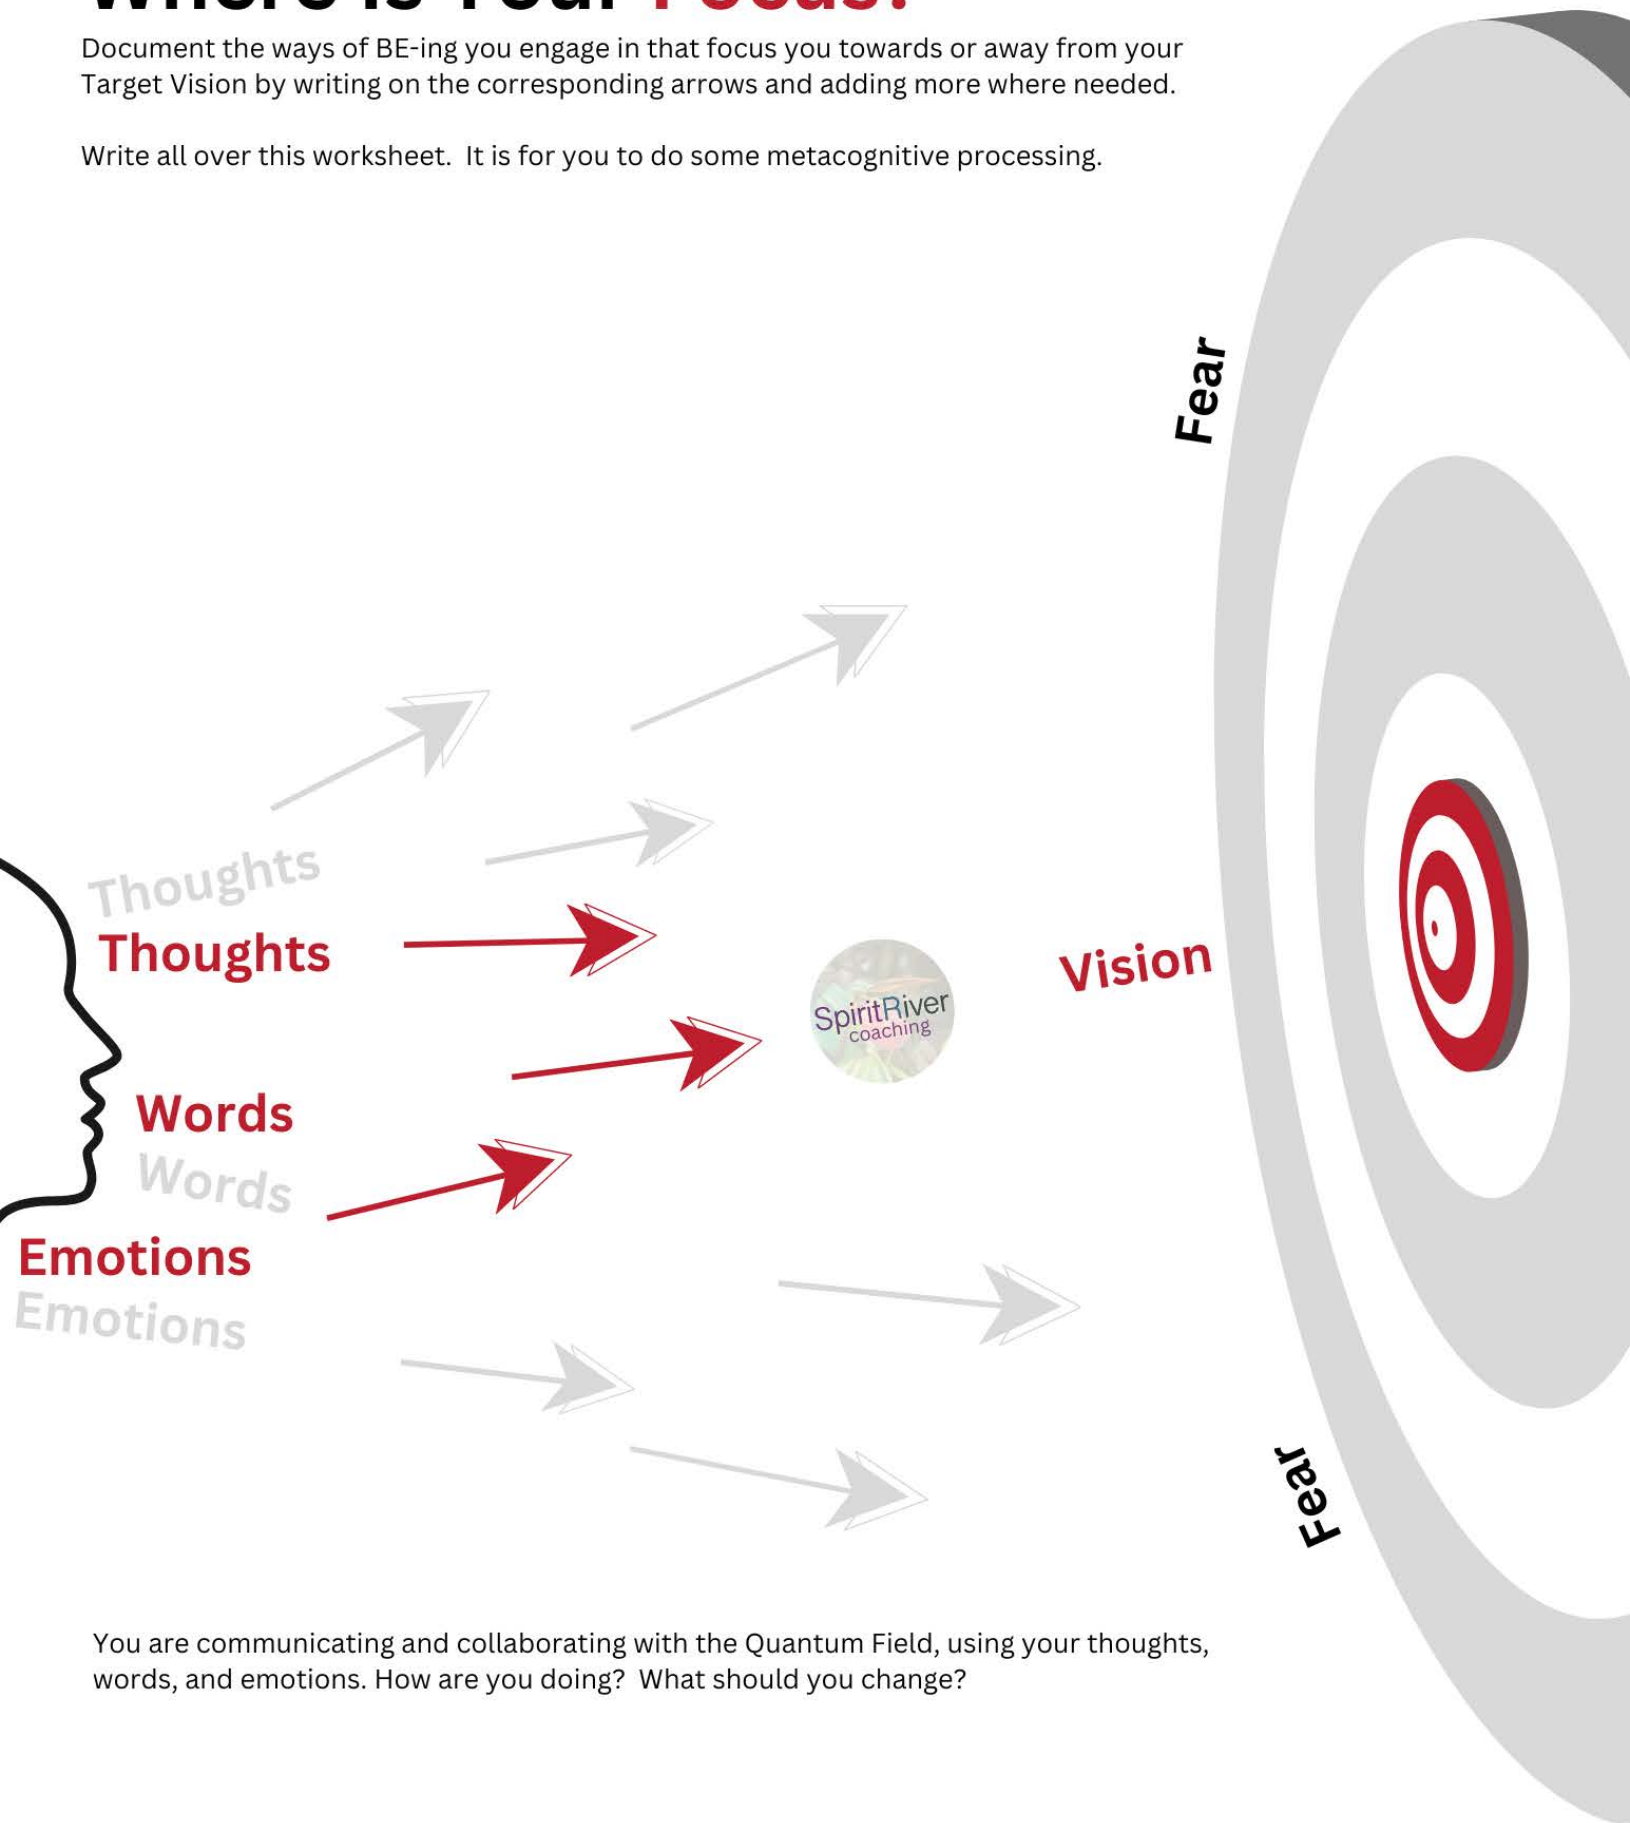 Where is Your Focus?
Document the ways of BE-ing you engage in that focus you towards or away from your
Target Vision by writing on the corresponding arrows and adding more where needed.
Write all over this worksheet.  It is for you to do some metacognitive processing.
Fear
Thoughts
Thoughts
Vision
SpiritRiver
coaching
Words
Words
Emotions
Emotions
Fear
You are communicating and collaborating with the Quantum Field, using your thoughts,
words, and emotions. How are you doing?  What should you change?